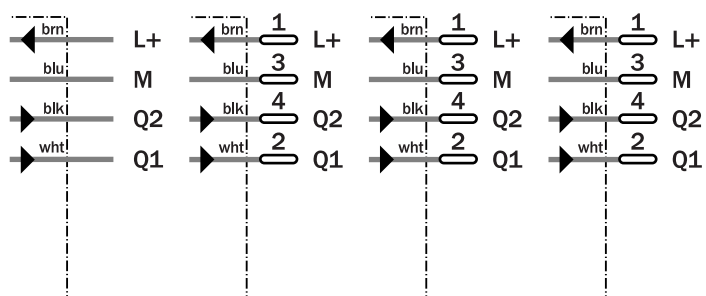 brn L+
blu M
blk Q2
wht Q1
brn 1 L+
blu 3 M
blk 4 Q2
wht 2 Q1
brn 1 L+
blu 3 M
blk 4 Q2
wht 2 Q1
brn 1 L+
blu 3 M
blk 4 Q2
wht 2 Q1